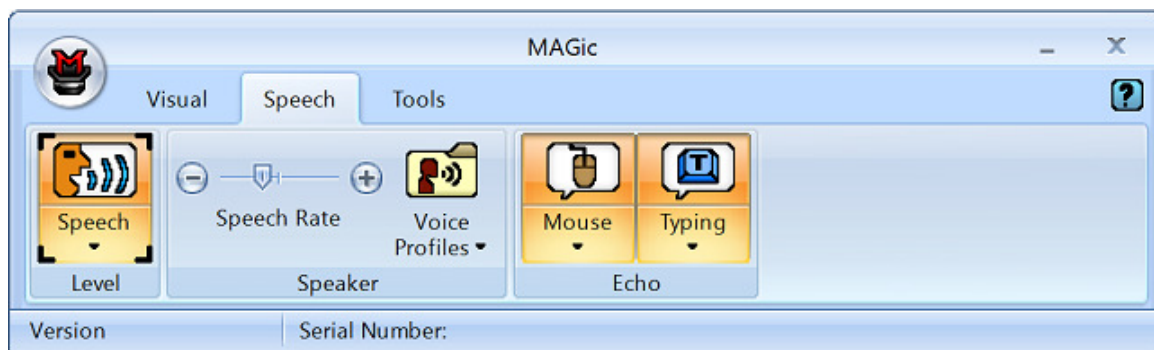 MAGic
Visual Speech Tools
Speech
Speech Rate
Voice
Profiles
Mouse
Typing
Level
Speaker
Echo
Version
Serial Number: